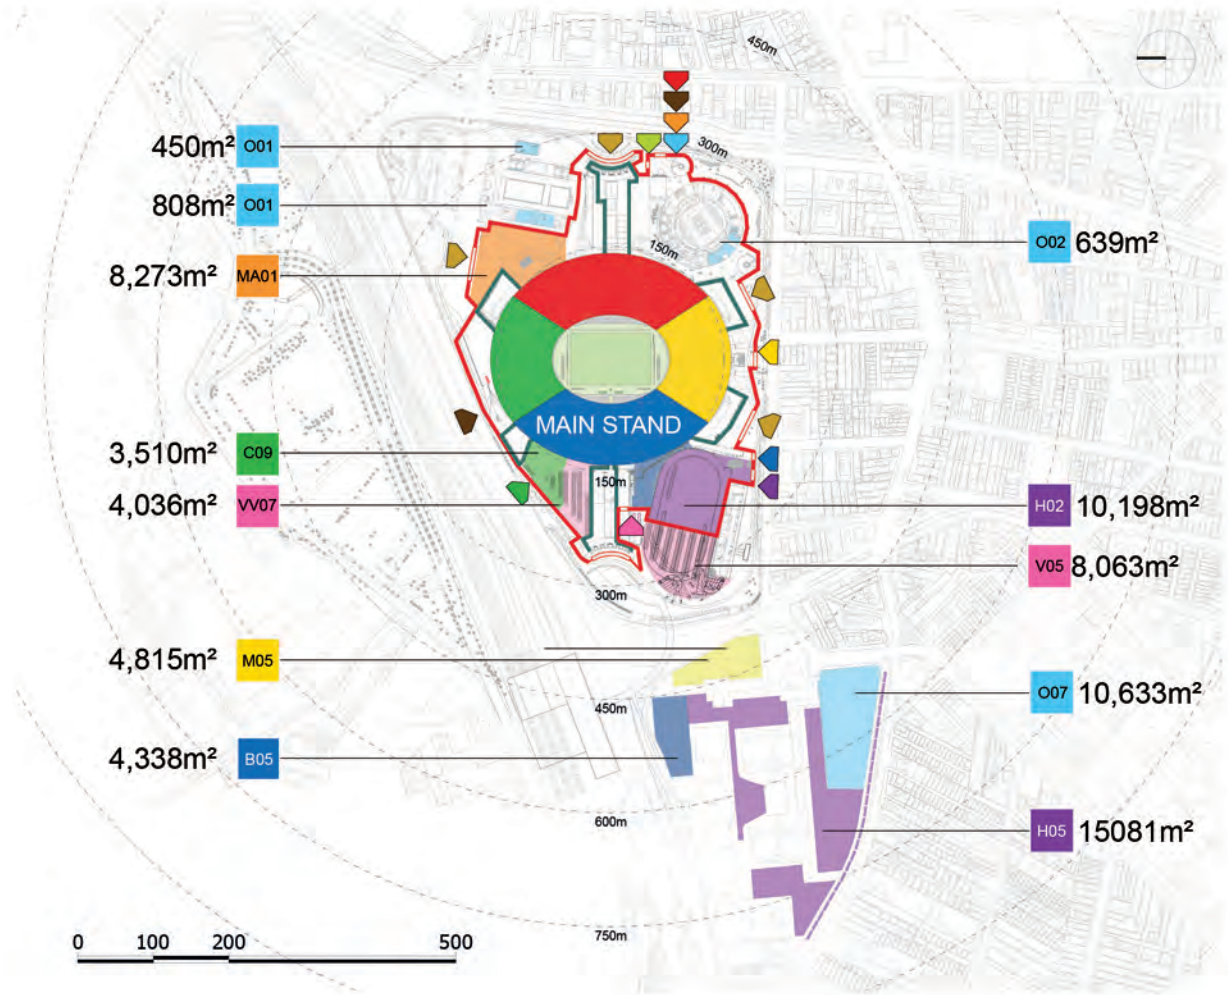 450m
450m² O01
300m
808m² O01
O02 639m²
150m
8,273m² MA01
MAIN STAND
3,510m² C09
150m
4,036m² VV07
H02 10,198m²
V05 8,063m²
300m
4,815m² M05
O07 10,633m²
450m
4,338m² B05
600m
H05 15081m²
750m
0 100 200 500